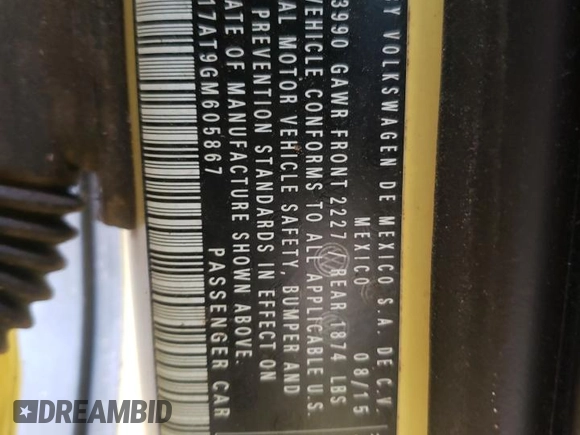 BY VOLKSWAGEN DE MEXICO S.A. DE C.V.
MEXICO 08/15
3990 GAWR FRONT 2227 REAR 1874 LBS
VEHICLE CONFORMS TO ALL APPLICABLE U.S.
AL MOTOR VEHICLE SAFETY, BUMPER AND
PREVENTION STANDARDS IN EFFECT ON
ATE OF MANUFACTURE SHOWN ABOVE.
17AT9GM605867 PASSENGER CAR
DREAMBID